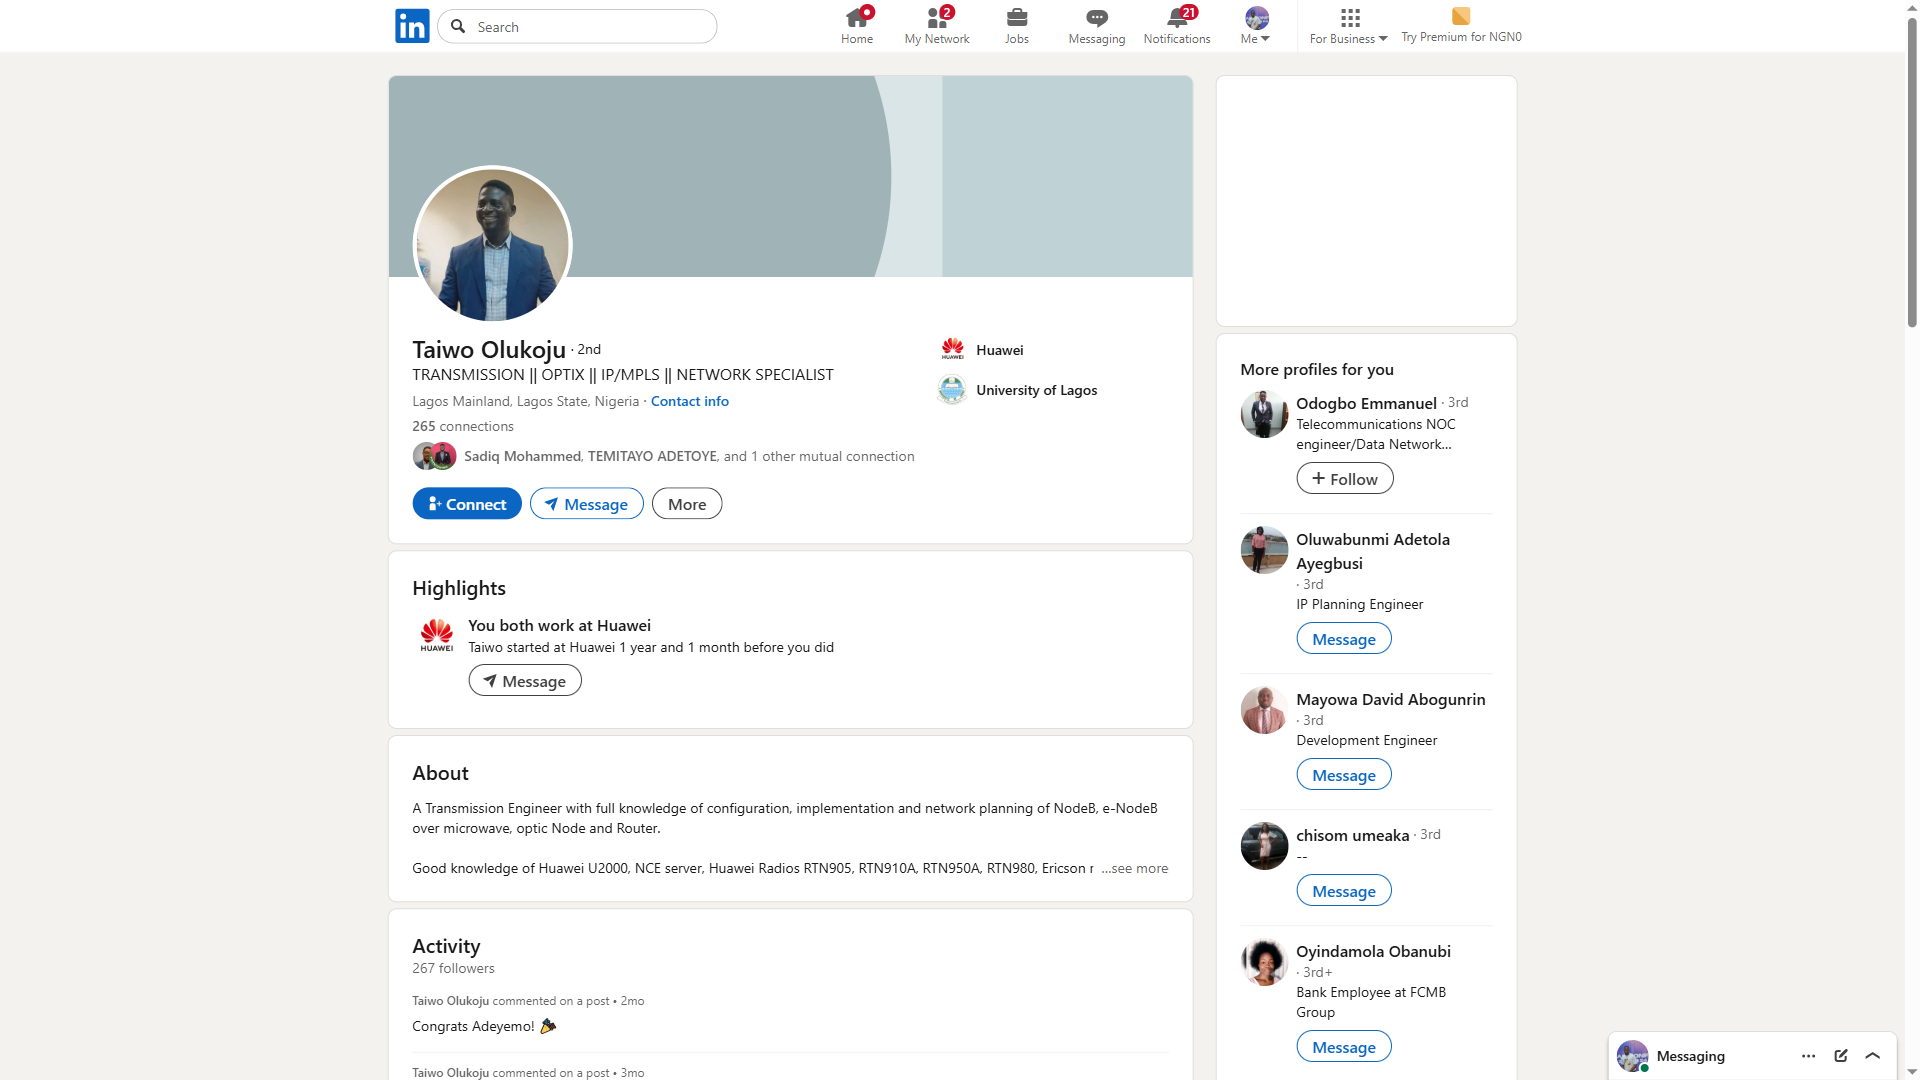 in
Search
Home
2
My Network
Jobs
Messaging
21
Notifications
Me
For Business
Try Premium for NGN0
Taiwo Olukoju · 2nd
TRANSMISSION || OPTIX || IP/MPLS || NETWORK SPECIALIST
Lagos Mainland, Lagos State, Nigeria · Contact info
265 connections
Sadiq Mohammed, TEMITAYO ADETOYE, and 1 other mutual connection
Connect
Message
More
HUAWEI
Huawei
University of Lagos
Highlights
HUAWEI
You both work at Huawei
Taiwo started at Huawei 1 year and 1 month before you did
Message
About
A Transmission Engineer with full knowledge of configuration, implementation and network planning of NodeB, e-NodeB
over microwave, optic Node and Router.
Good knowledge of Huawei U2000, NCE server, Huawei Radios RTN905, RTN910A, RTN950A, RTN980, Ericson r ...see more
Activity
267 followers
Taiwo Olukoju commented on a post • 2mo
Congrats Adeyemo!
Taiwo Olukoju commented on a post • 3mo
More profiles for you
Odogbo Emmanuel · 3rd
Telecommunications NOC
engineer/Data Network...
+ Follow
Oluwabunmi Adetola
Ayegbusi
· 3rd
IP Planning Engineer
Message
Mayowa David Abogunrin
· 3rd
Development Engineer
Message
chisom umeaka · 3rd
--
Message
Oyindamola Obanubi
· 3rd+
Bank Employee at FCMB
Group
Message
Messaging